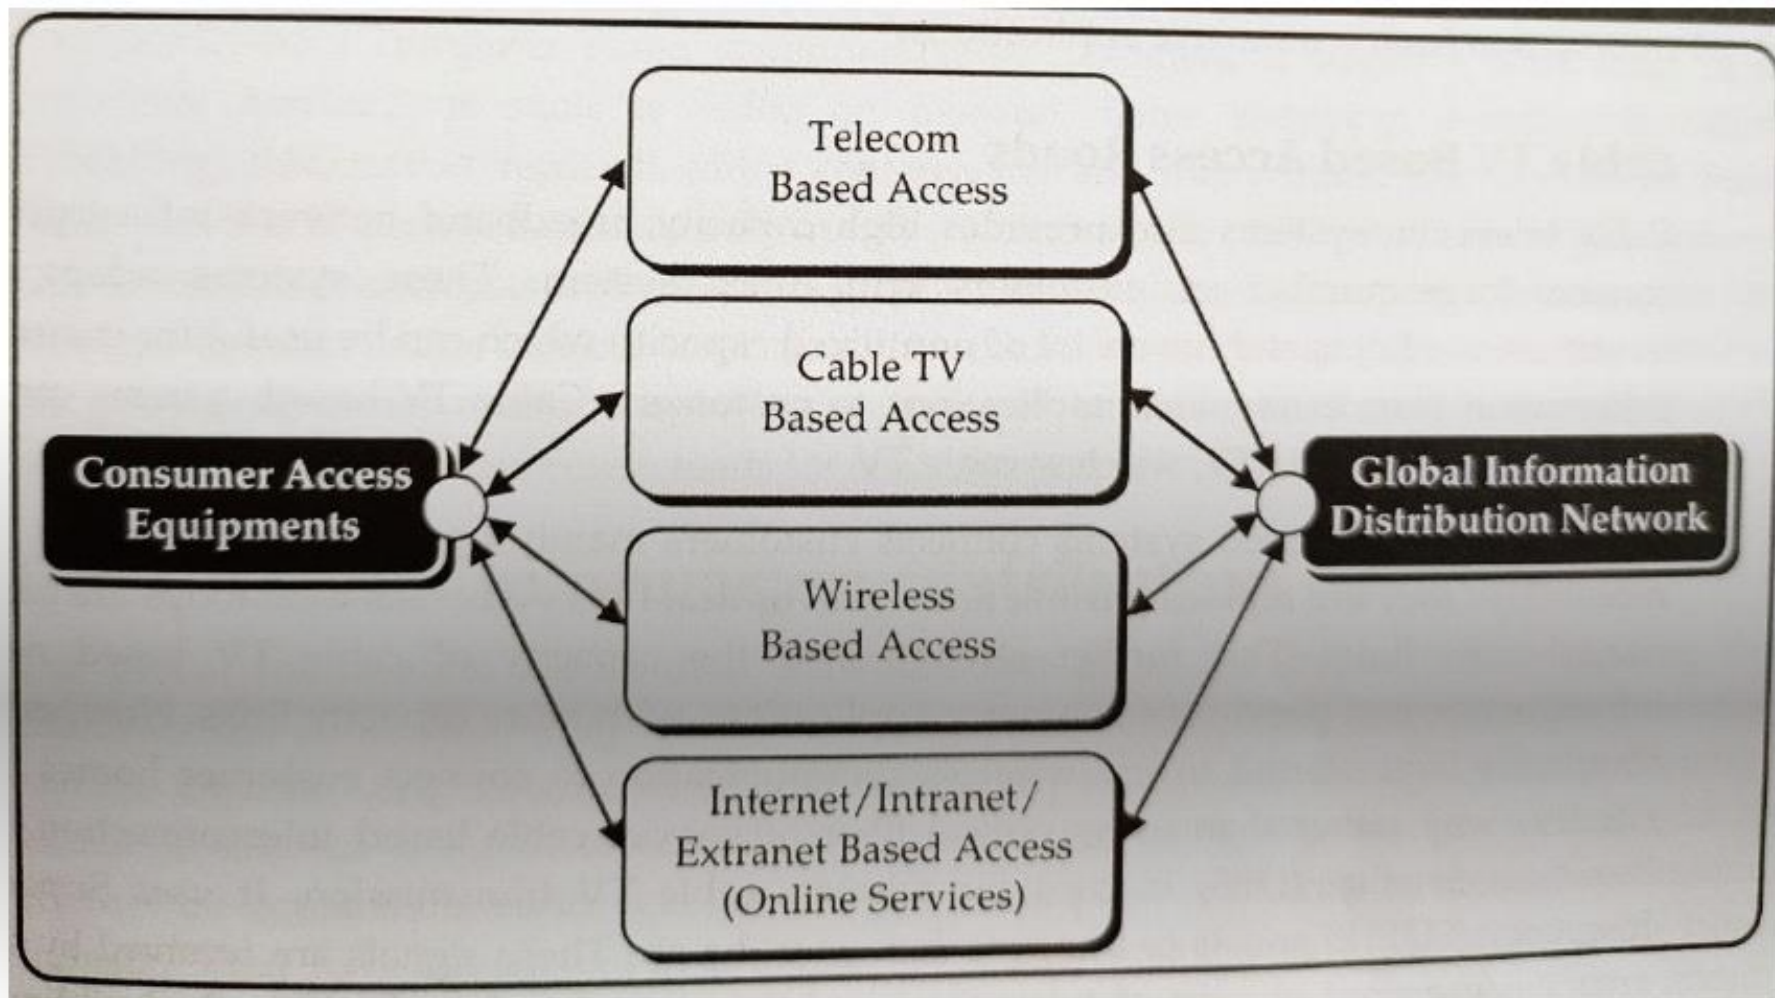 Telecom
Based Access
Cable TV
Based Access
Consumer Access
Equipments
Global Information
Distribution Network
Wireless
Based Access
Internet/Intranet/
Extranet Based Access
(Online Services)